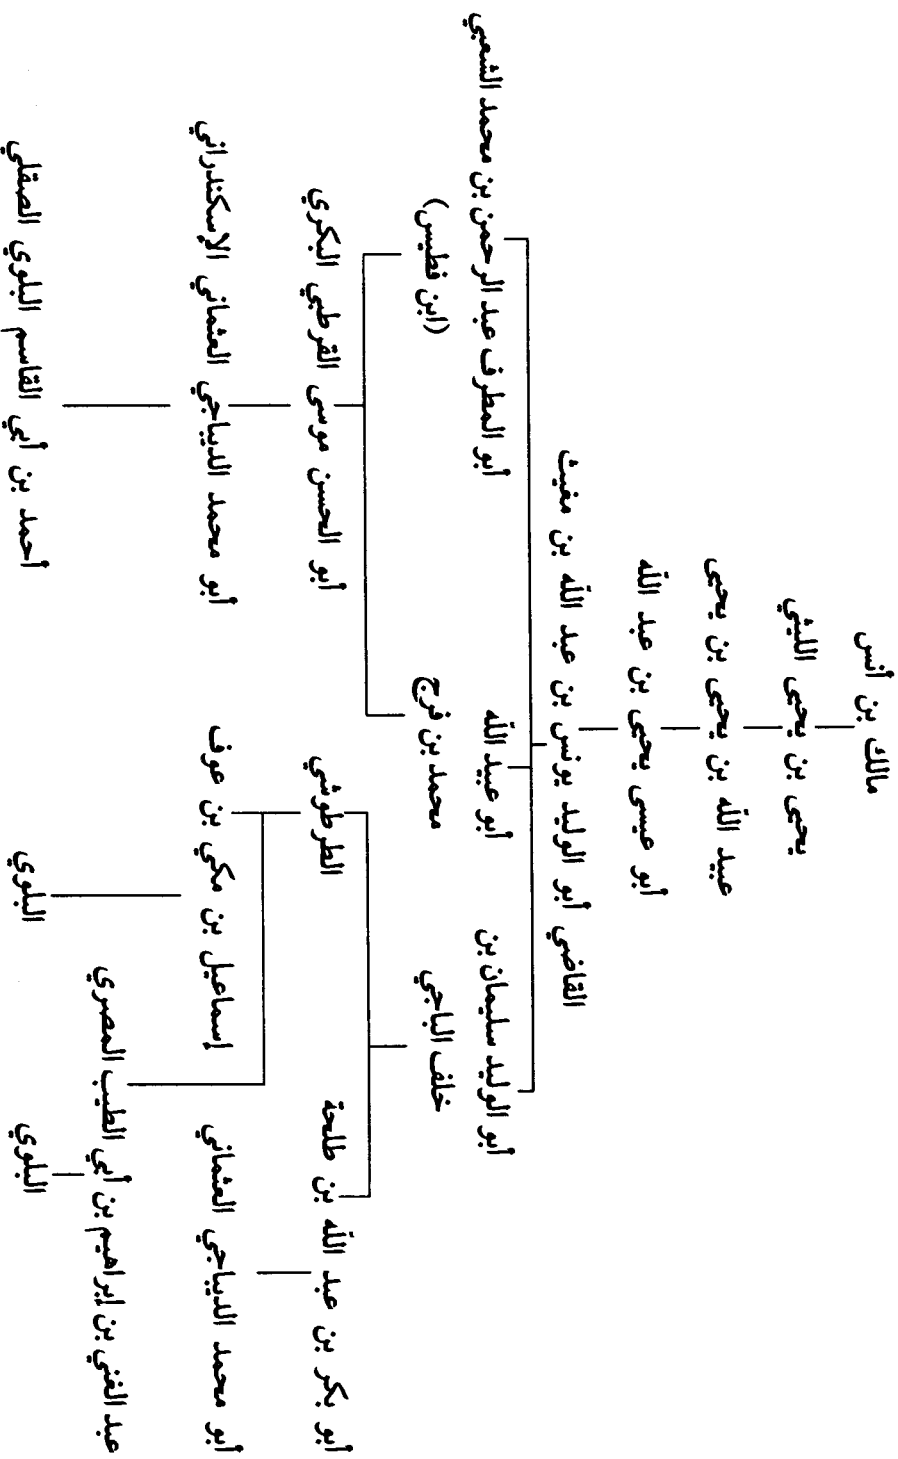 مالك بن أنس
يحيى بن يحيى الليثي
عبيد الله بن يحيى بن يحيى
أبو عيسى يحيى بن عبد الله
القاضي أبو الوليد يونس بن عبد الله بن مغيث
أبو الوليد سليمان بن
خلف الباجي
أبو عبيد الله
محمد بن فرج
أبو المطرف عبد الرحمن بن محمد الشعبي
(ابن فطيس)
أبو بكر بن عبد الله بن طلحة
الطرطوشي
أبو الحسن موسى القرطبي البكري
أبو محمد الديباجي العثماني
إسماعيل بن مكي بن عوف
أبو محمد الديباجي العثماني الإسكندراني
عبد الغني بن إبراهيم بن أبي الطيب المصري
البلوي
البلوي
أحمد بن أبي القاسم البلوي الصقلي